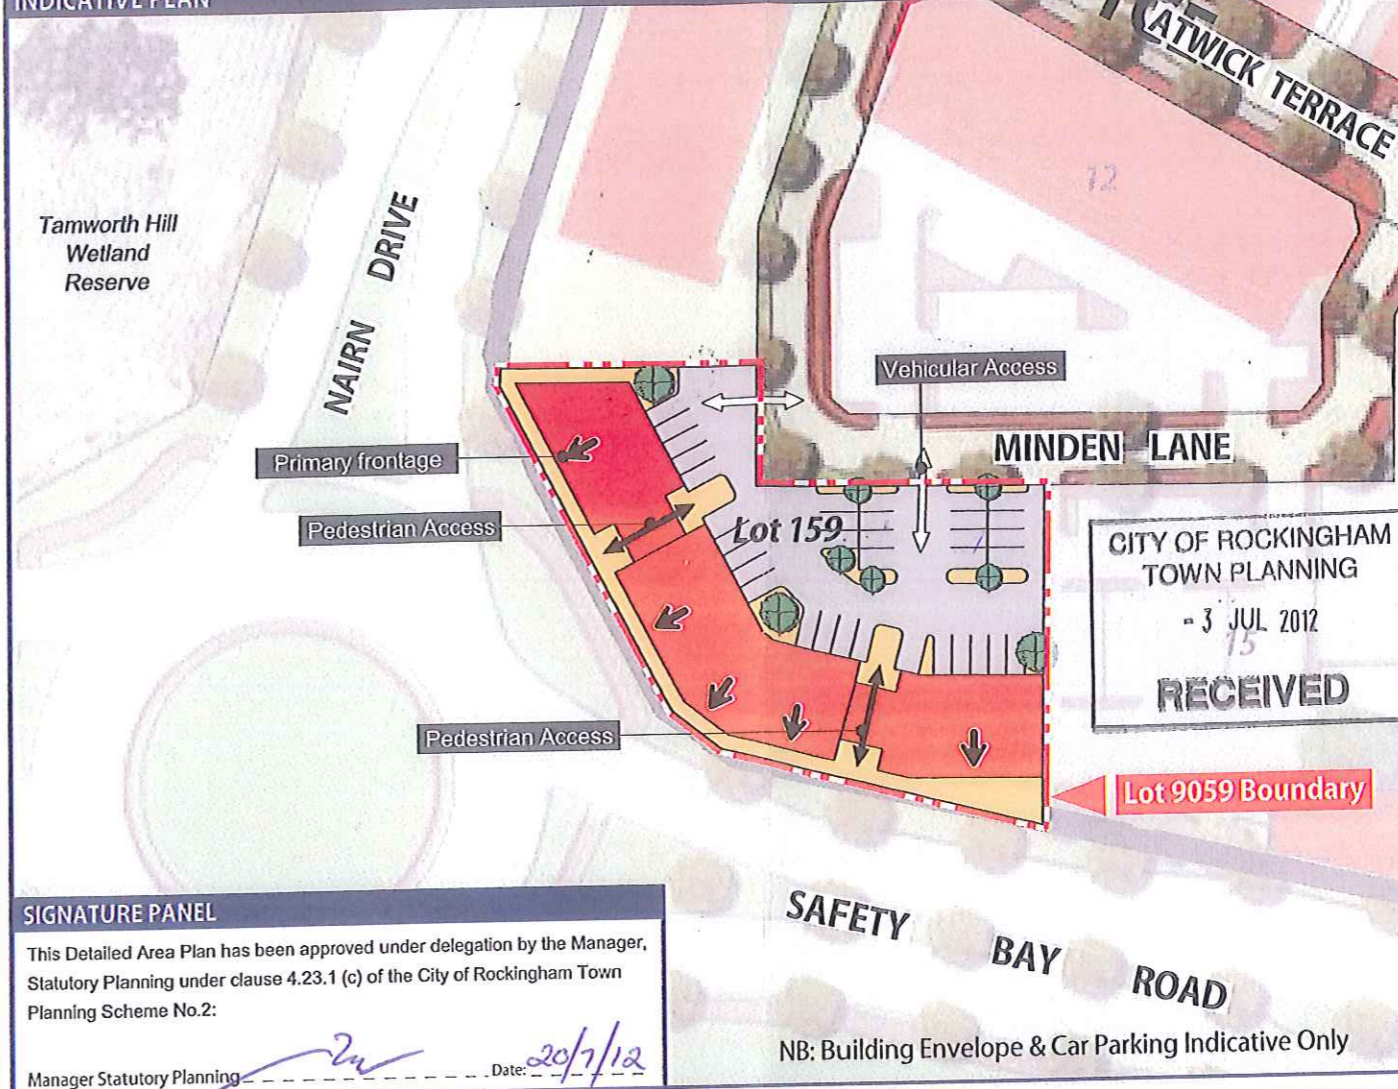 INDICATIVE PLAN
ATWICK TERRACE
12
Tamworth Hill
Wetland
Reserve
NAIRN DRIVE
Vehicular Access
MINDEN LANE
Primary frontage
Pedestrian Access
Lot 159
CITY OF ROCKINGHAM
TOWN PLANNING
- 3 JUL 2012
15
RECEIVED
Pedestrian Access
Lot 9059 Boundary
SAFETY BAY ROAD
SIGNATURE PANEL
This Detailed Area Plan has been approved under delegation by the Manager,
Statutory Planning under clause 4.23.1 (c) of the City of Rockingham Town
Planning Scheme No.2:
Manager Statutory Planning Date: 20/7/12
NB: Building Envelope & Car Parking Indicative Only